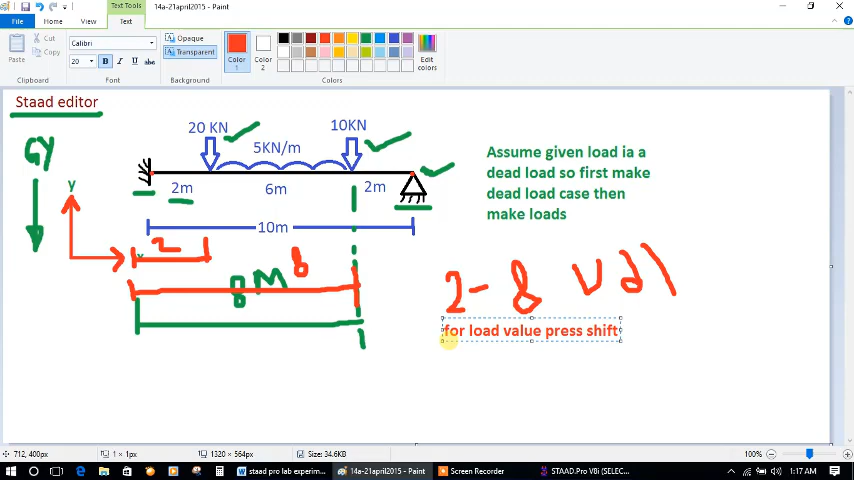 Text Tools
14a-21april2015 - Paint
File
Home
View
Text
Cut
Copy
Paste
Calibri
20
B
I
U
abc
Opaque
Transparent
Color
1
Color
2
Edit
colors
Clipboard
Font
Background
Colors
Staad editor
GY
20 KN
10KN
5KN/m
y
2m
6m
2m
10m
x
2
8
8M
Assume given load ia a
dead load so first make
dead load case then
make loads
2-8 Udl
for load value press shift
712, 400px
1 × 1px
1320 × 564px
Size: 34.6KB
100%
staad pro lab experim...
14a-21april2015 - Paint
Screen Recorder
STAAD.Pro V8i (SELEC...
1:17 AM